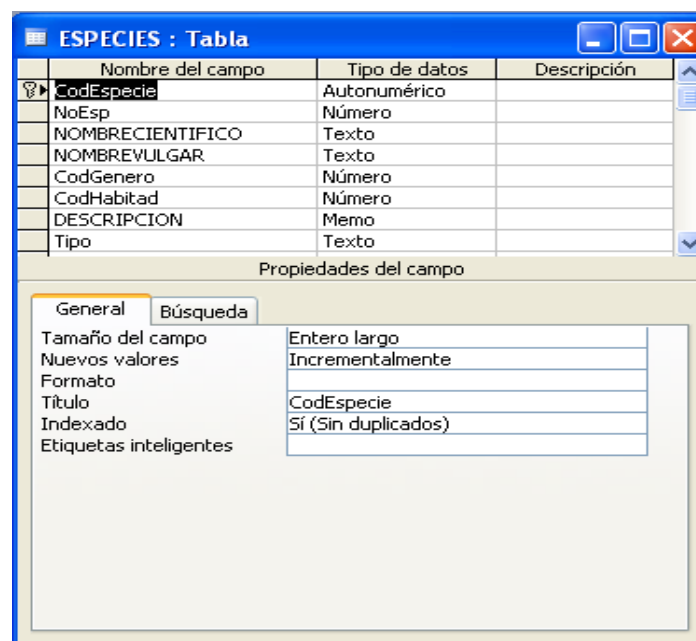 ESPECIES : Tabla
Nombre del campo Tipo de datos Descripción
CodEspecie Autonumérico
NoEsp Número
NOMBRECIENTIFICO Texto
NOMBREVULGAR Texto
CodGenero Número
CodHabitad Número
DESCRIPCION Memo
Tipo Texto
Propiedades del campo
General Búsqueda
Tamaño del campo Entero largo
Nuevos valores Incrementalmente
Formato
Título CodEspecie
Indexado Sí (Sin duplicados)
Etiquetas inteligentes